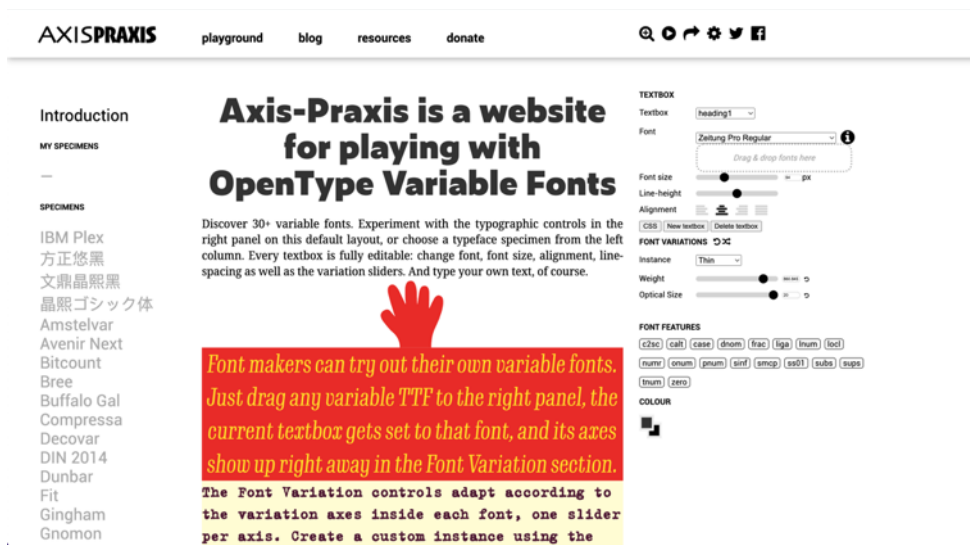 AXISPRAXIS
playground blog resources donate
Introduction
MY SPECIMENS
—
SPECIMENS
IBM Plex
方正悠黑
文鼎晶熙黑
晶熙ゴシック体
Amstelvar
Avenir Next
Bitcount
Bree
Buffalo Gal
Compressa
Decovar
DIN 2014
Dunbar
Fit
Gingham
Gnomon
Axis-Praxis is a website
for playing with
OpenType Variable Fonts
Discover 30+ variable fonts. Experiment with the typographic controls in the
right panel on this default layout, or choose a typeface specimen from the left
column. Every textbox is fully editable: change font, font size, alignment, line-
spacing as well as the variation sliders. And type your own text, of course.
Font makers can try out their own variable fonts.
Just drag any variable TTF to the right panel, the
current textbox gets set to that font, and its axes
show up right away in the Font Variation section.
The Font Variation controls adapt according to
the variation axes inside each font, one slider
per axis. Create a custom instance using the
TEXTBOX
Textbox heading1
Font Zeitung Pro Regular
Drag & drop fonts here
Font size px
Line-height
Alignment
CSS New textbox Delete textbox
FONT VARIATIONS
Instance Thin
Weight
Optical Size
FONT FEATURES
c2sc calt case dnom frac liga lnum locl
numr onum pnum sinf smcp ss01 subs sups
tnum zero
COLOUR